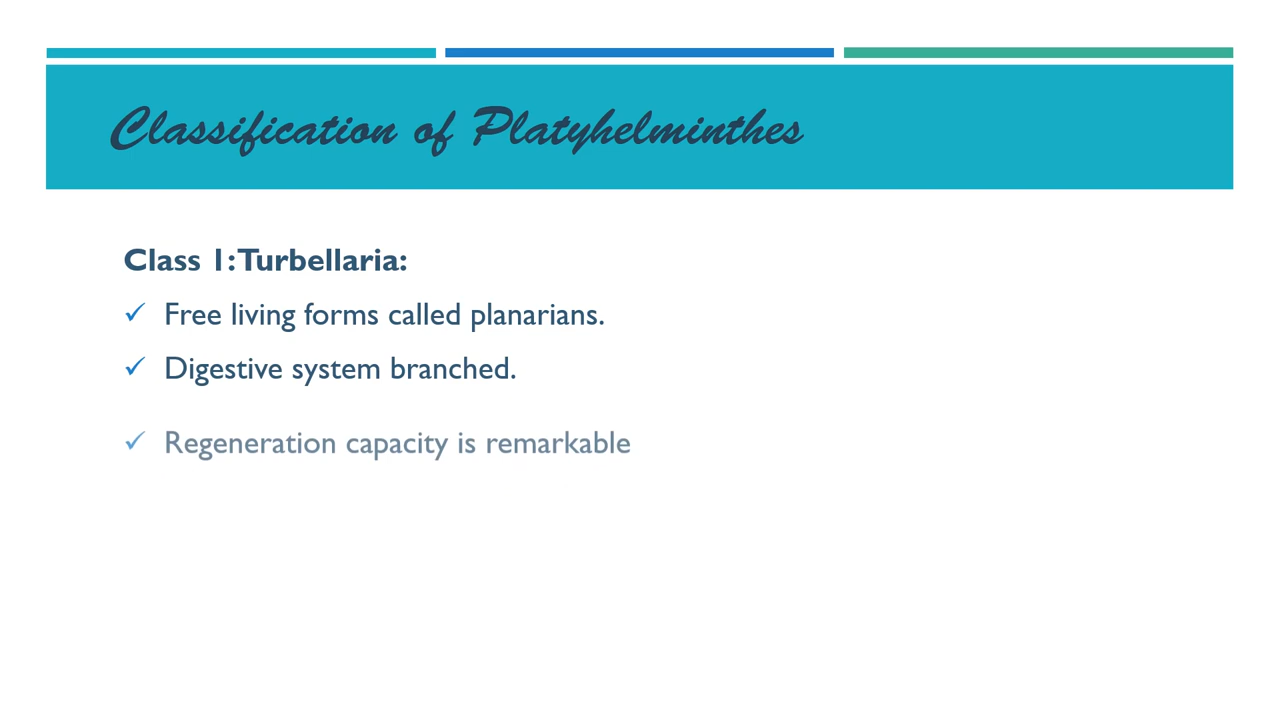 Classification of Platyhelminthes
Class 1: Turbellaria:
✓ Free living forms called planarians.
✓ Digestive system branched.
✓ Regeneration capacity is remarkable